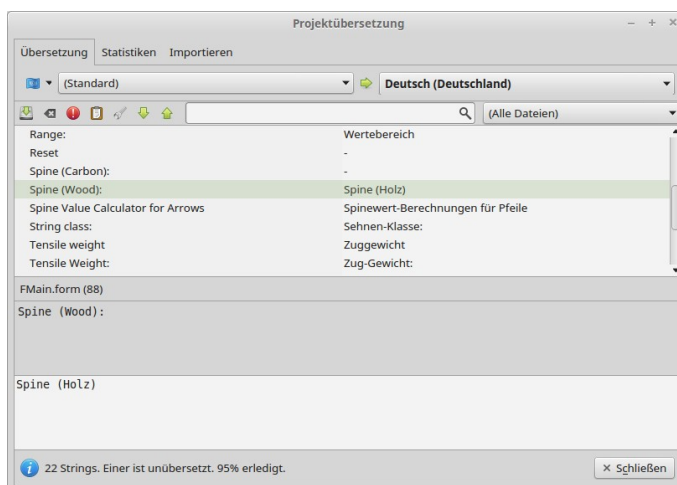 Projektübersetzung
Übersetzung Statistiken Importieren
(Standard) Deutsch (Deutschland)
(Alle Dateien)
Range: Wertebereich
Reset -
Spine (Carbon): -
Spine (Wood): Spine (Holz)
Spine Value Calculator for Arrows Spinewert-Berechnungen für Pfeile
String class: Sehnen-Klasse:
Tensile weight Zuggewicht
Tensile Weight: Zug-Gewicht:
FMain.form (88)
Spine (Wood):
Spine (Holz)
22 Strings. Einer ist unübersetzt. 95% erledigt. Schließen